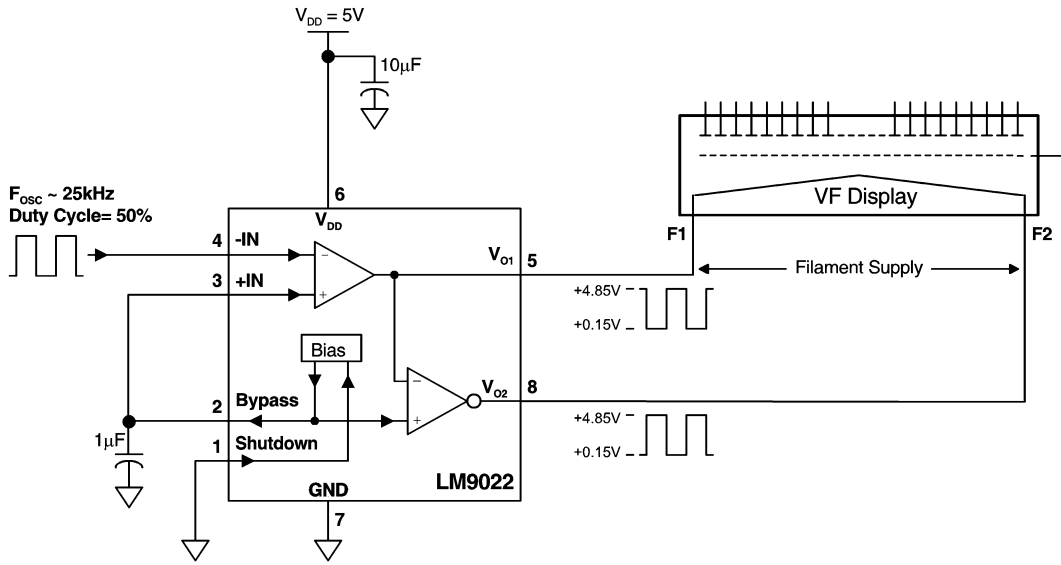 V_DD = 5V
10μF
F_OSC ~ 25kHz
Duty Cycle= 50%
6
V_DD
4
-IN
−
3
+IN
+
V_O1
5
F1
F2
VF Display
Filament Supply
+4.85V
+0.15V
Bias
−
+
V_O2
8
2
Bypass
1μF
1
Shutdown
+4.85V
+0.15V
LM9022
GND
7